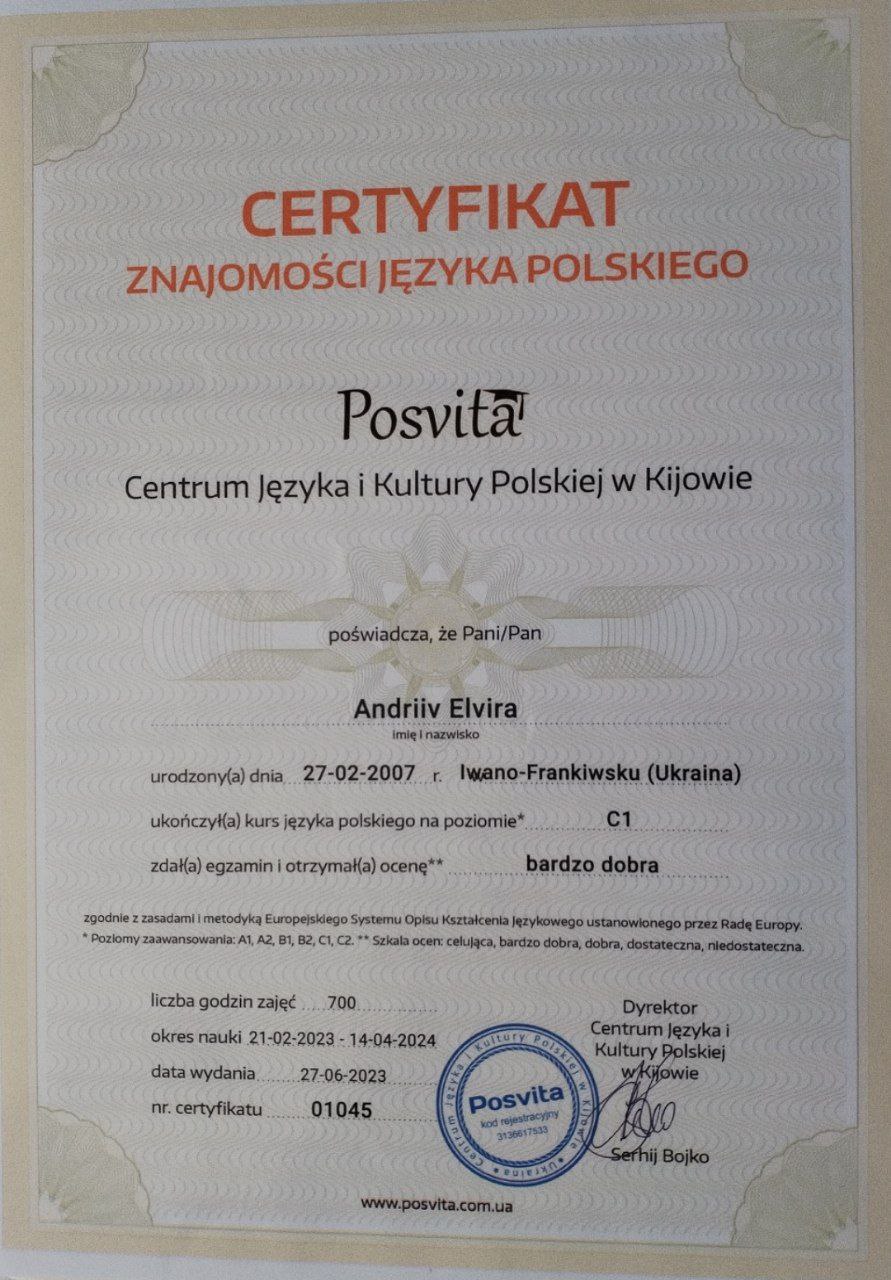 CERTYFIKAT
ZNAJOMOŚCI JĘZYKA POLSKIEGO
Posvita
Centrum Języka i Kultury Polskiej w Kijowie
poświadcza, że Pani/Pan
Andriiv Elvira
imię i nazwisko
urodzony(a) dnia 27-02-2007 r. Iwano-Frankiwsku (Ukraina)
ukończył(a) kurs języka polskiego na poziomie* C1
zdał(a) egzamin i otrzymał(a) ocenę** bardzo dobra
zgodnie z zasadami i metodyką Europejskiego Systemu Opisu Kształcenia Językowego ustanowionego przez Radę Europy.
* Poziomy zaawansowania: A1, A2, B1, B2, C1, C2. ** Szkala ocen: celująca, bardzo dobra, dobra, dostateczna, niedostateczna.
liczba godzin zajęć 700
okres nauki 21-02-2023 - 14-04-2024
data wydania 27-06-2023
nr. certyfikatu 01045
Centrum Języka i Kultury Polskiej w Kijowie
Ukraina
Posvita
kod rejestracyjny
3136617533
Dyrektor
Centrum Języka i
Kultury Polskiej
w Kijowie
Serhij Bojko
www.posvita.com.ua